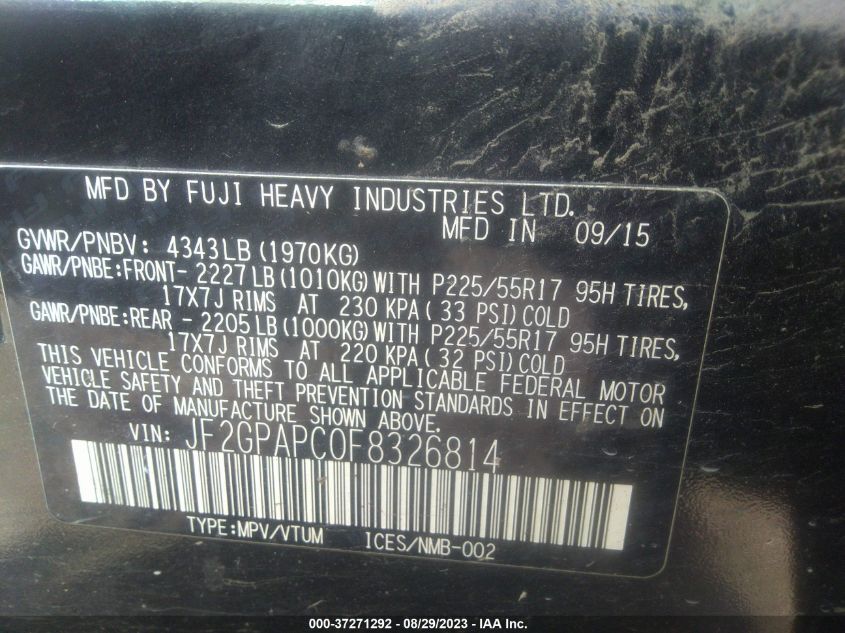 MFD BY FUJI HEAVY INDUSTRIES LTD.
MFD IN 09/15
GVWR/PNBV: 4343LB (1970KG)
GAWR/PNBE:FRONT- 2227LB (1010KG) WITH P225/55R17 95H TIRES,
17X7J RIMS AT 230 KPA( 33 PSI) COLD
GAWR/PNBE:REAR - 2205LB (1000KG) WITH P225/55R17 95H TIRES,
17X7J RIMS AT 220 KPA( 32 PSI) COLD
THIS VEHICLE CONFORMS TO ALL APPLICABLE FEDERAL MOTOR
VEHICLE SAFETY AND THEFT PREVENTION STANDARDS IN EFFECT ON
THE DATE OF MANUFACTURE SHOWN ABOVE.
VIN: JF2GPAPC0F8326814
TYPE:MPV/VTUM ICES/NMB-002
000-37271292 - 08/29/2023 - IAA Inc.